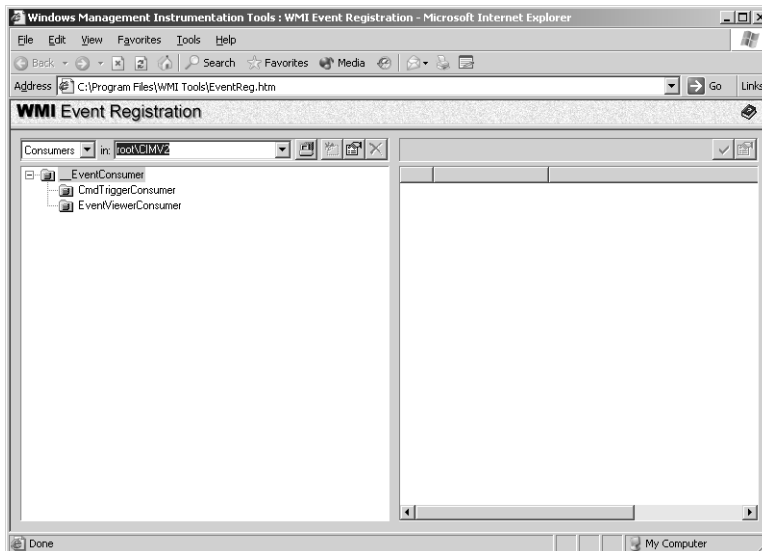 Windows Management Instrumentation Tools : WMI Event Registration - Microsoft Internet Explorer
File Edit View Favorites Tools Help
Back Search Favorites Media
Address C:\Program Files\WMI Tools\EventReg.htm Go Links
WMI Event Registration
Consumers in: root\CIMV2
__EventConsumer
CmdTriggerConsumer
EventViewerConsumer
Done My Computer